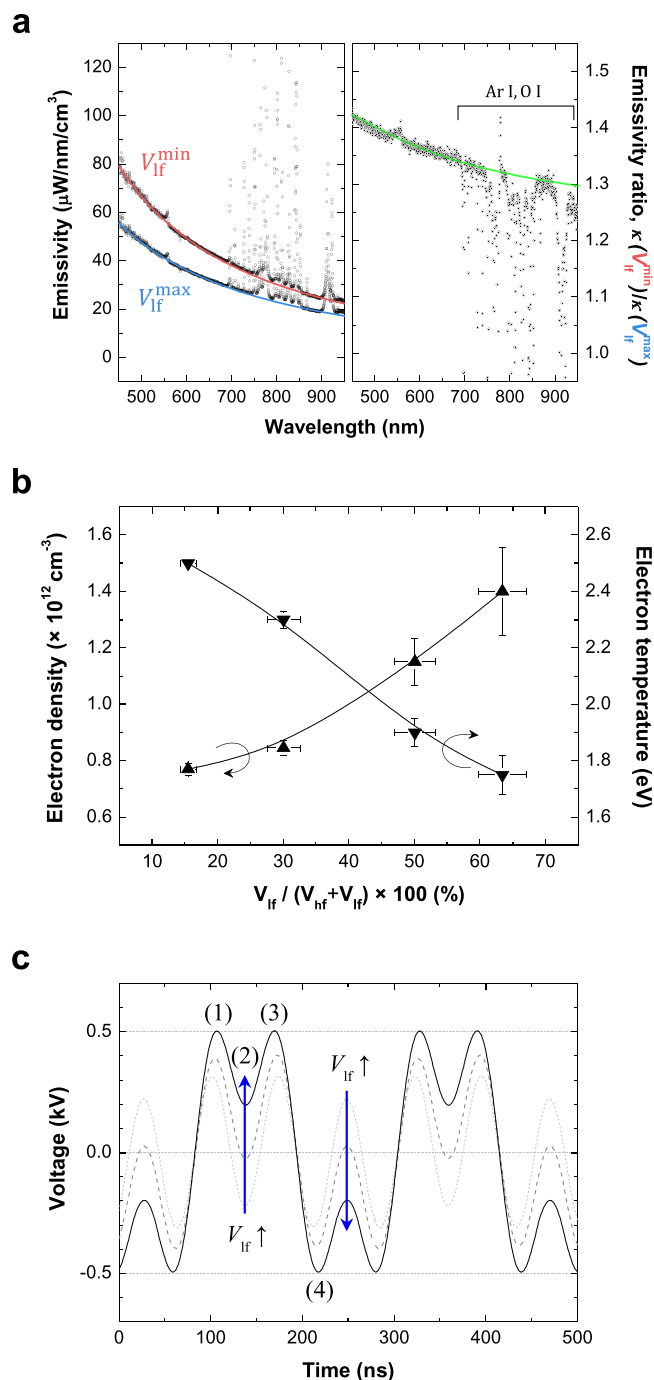 a
120
100
80
60
40
20
0
Emissivity (μW/nm/cm³)
V_lf^min
V_lf^max
500 600 700 800 900
500 600 700 800 900
Wavelength (nm)
Ar I, O I
1.5
1.4
1.3
1.2
1.1
1.0
Emissivity ratio, κ(V_lf^min)/κ(V_lf^max)
b
1.6
1.4
1.2
1.0
0.8
0.6
Electron density (× 10¹² cm⁻³)
2.6
2.4
2.2
2.0
1.8
1.6
Electron temperature (eV)
10 20 30 40 50 60 70
V_lf / (V_hf+V_lf) × 100 (%)
c
0.5
0.0
-0.5
Voltage (kV)
(1) (3)
(2)
V_lf ↑
V_lf ↑
(4)
0 100 200 300 400 500
Time (ns)